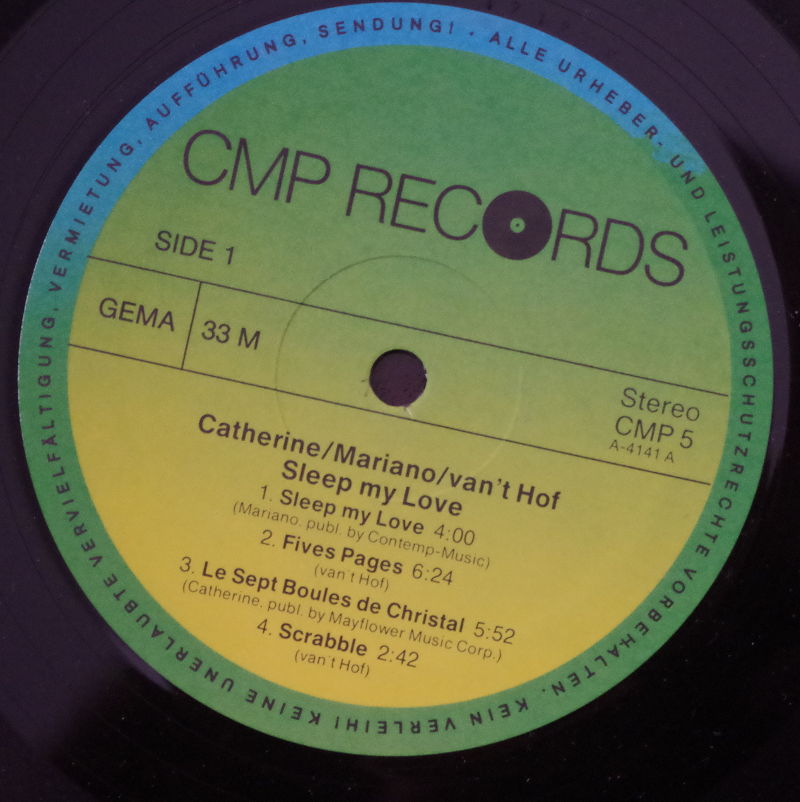 ALLE URHEBER- UND LEISTUNGSSCHUTZRECHTE VORBEHALTEN. KEIN VERLEIH! KEINE UNERLAUBTE VERVIELFÄLTIGUNG, VERMIETUNG, AUFFÜHRUNG, SENDUNG! ·
CMP RECORDS
SIDE 1
GEMA
33 M
Stereo
CMP 5
A-4141 A
Catherine/Mariano/van't Hof
Sleep my Love
1. Sleep my Love 4:00
(Mariano. publ. by Contemp-Music)
2. Fives Pages 6:24
(van't Hof)
3. Le Sept Boules de Christal 5:52
(Catherine. publ. by Mayflower Music Corp.)
4. Scrabble 2:42
(van't Hof)